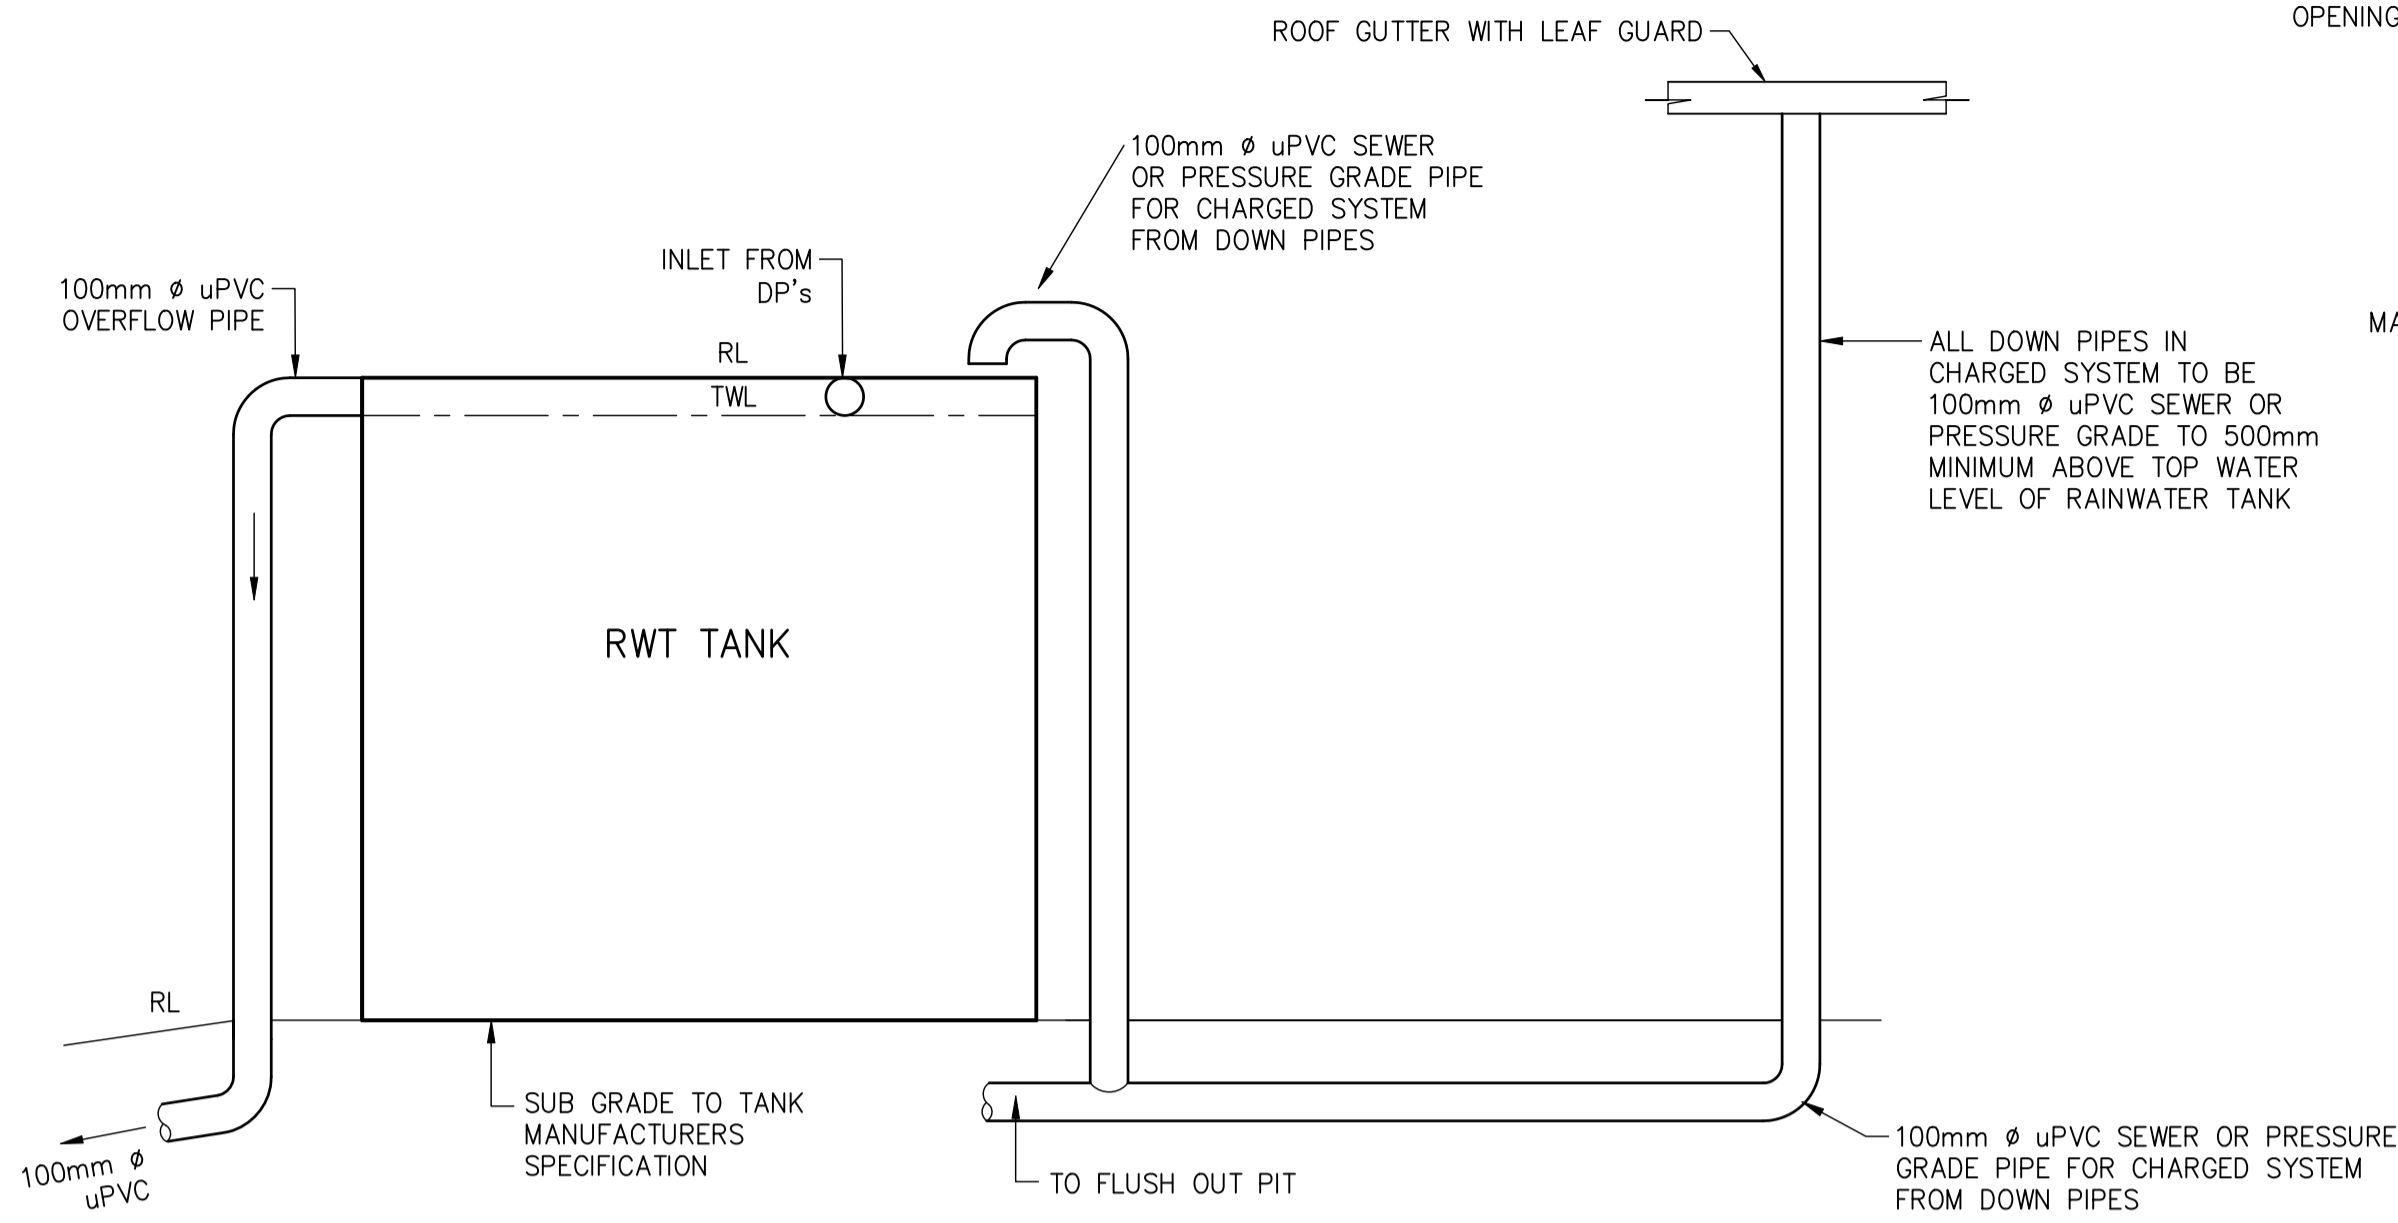 ROOF GUTTER WITH LEAF GUARD
OPENING
100mm ø uPVC SEWER
OR PRESSURE GRADE PIPE
FOR CHARGED SYSTEM
FROM DOWN PIPES
INLET FROM
DP's
100mm ø uPVC
OVERFLOW PIPE
MA
ALL DOWN PIPES IN
CHARGED SYSTEM TO BE
100mm ø uPVC SEWER OR
PRESSURE GRADE TO 500mm
MINIMUM ABOVE TOP WATER
LEVEL OF RAINWATER TANK
RL
TWL
RWT TANK
RL
SUB GRADE TO TANK
MANUFACTURERS
SPECIFICATION
100mm ø
uPVC
TO FLUSH OUT PIT
100mm ø uPVC SEWER OR PRESSURE
GRADE PIPE FOR CHARGED SYSTEM
FROM DOWN PIPES